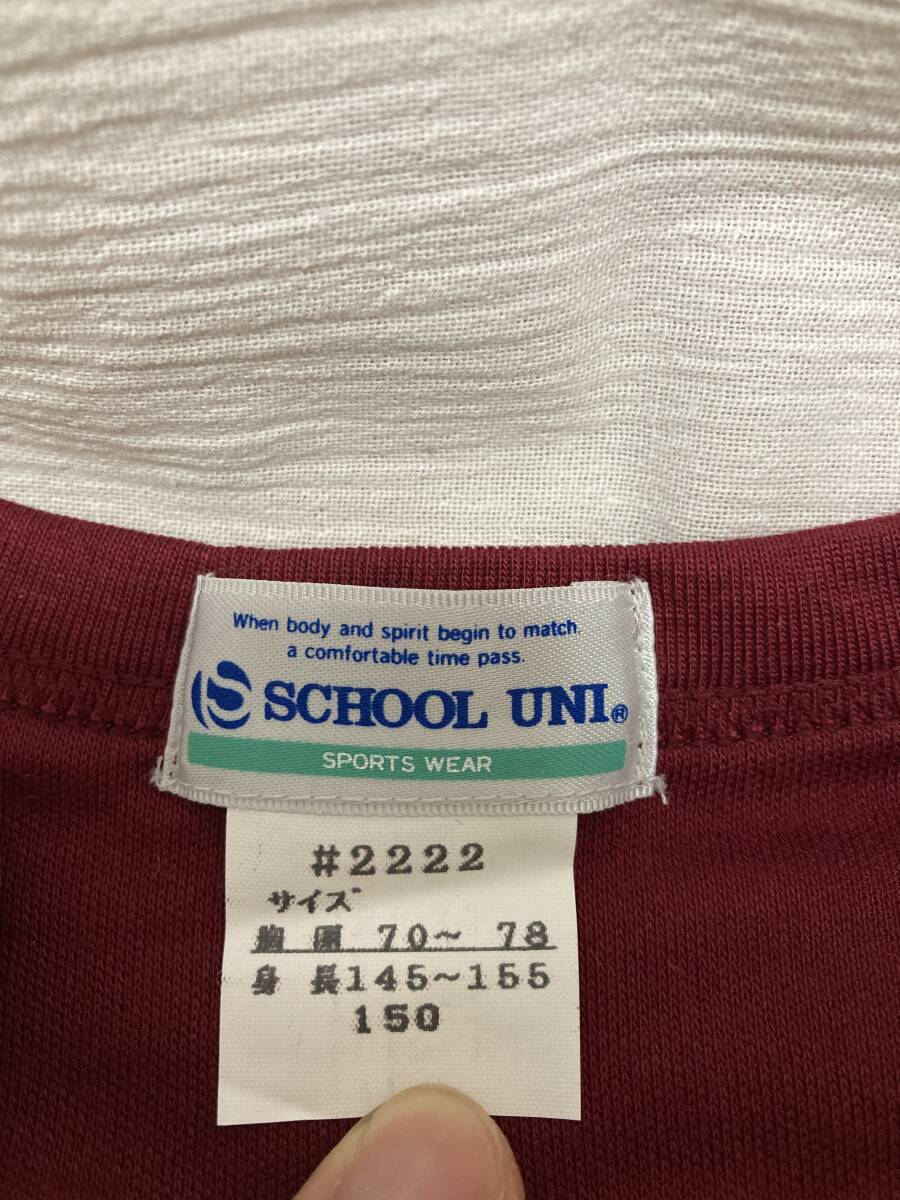 When body and spirit begin to match
a comfortable time pass.
S SCHOOL UNI®
SPORTS WEAR
#2222
サイズ
胸 囲 70～ 78
身 長145～155
150